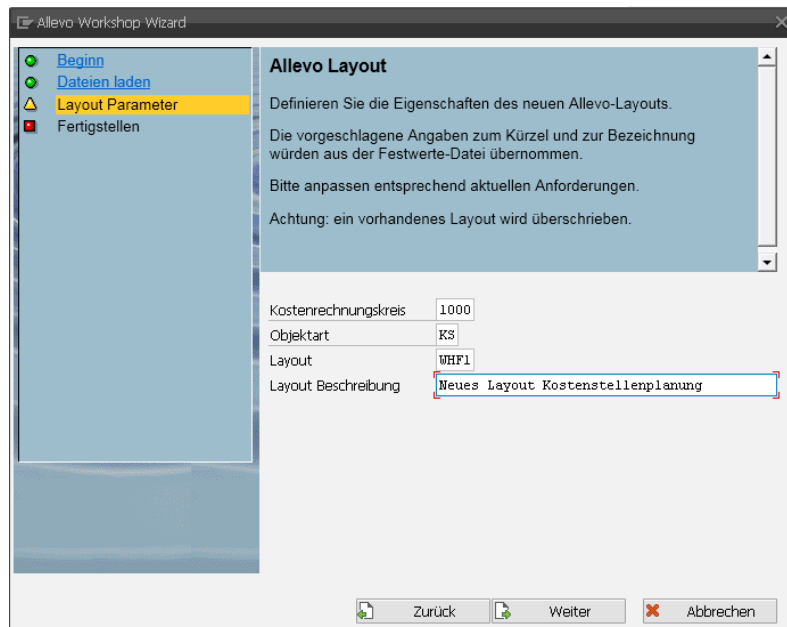 Allevo Workshop Wizard
Beginn
Dateien laden
Layout Parameter
Fertigstellen
Allevo Layout
Definieren Sie die Eigenschaften des neuen Allevo-Layouts.
Die vorgeschlagene Angaben zum Kürzel und zur Bezeichnung
würden aus der Festwerte-Datei übernommen.
Bitte anpassen entsprechend aktuellen Anforderungen.
Achtung: ein vorhandenes Layout wird überschrieben.
Kostenrechnungskreis 1000
Objektart KS
Layout WHF1
Layout Beschreibung Neues Layout Kostenstellenplanung
Zurück Weiter Abbrechen